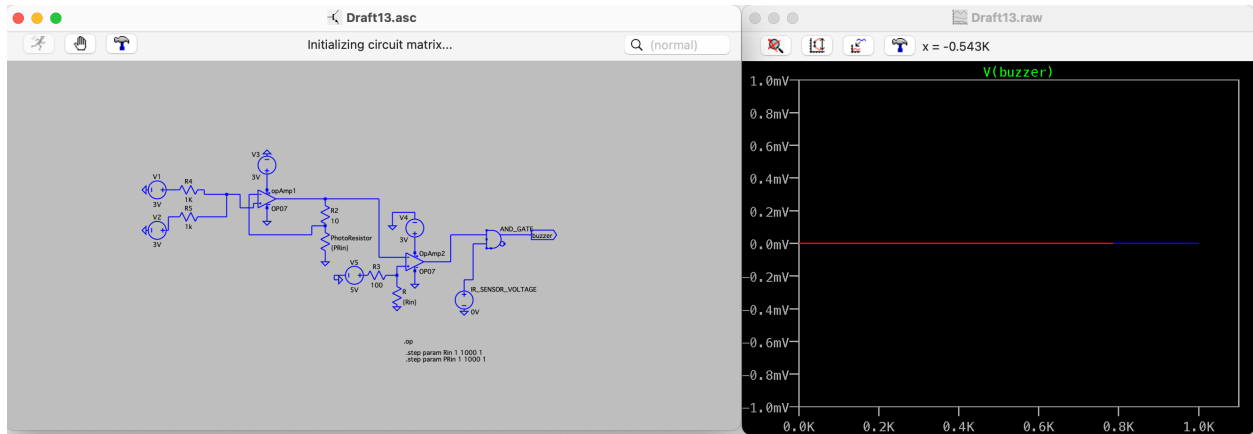 Draft13.asc
Initializing circuit matrix...
(normal)
V3
3V
V1
3V
R4
1K
opAmp1
OP07
V2
3V
R5
1k
R2
10
PhotoResistor
{PRin}
V4
3V
AND_GATE
buzzer
OpAmp2
OP07
V5
5V
R3
100
R
{Rin}
IR_SENSOR_VOLTAGE
0V
.op
.step param Rin 1 1000 1
.step param PRin 1 1000 1
Draft13.raw
x = -0.543K
V(buzzer)
1.0mV
0.8mV
0.6mV
0.4mV
0.2mV
0.0mV
-0.2mV
-0.4mV
-0.6mV
-0.8mV
-1.0mV
0.0K 0.2K 0.4K 0.6K 0.8K 1.0K